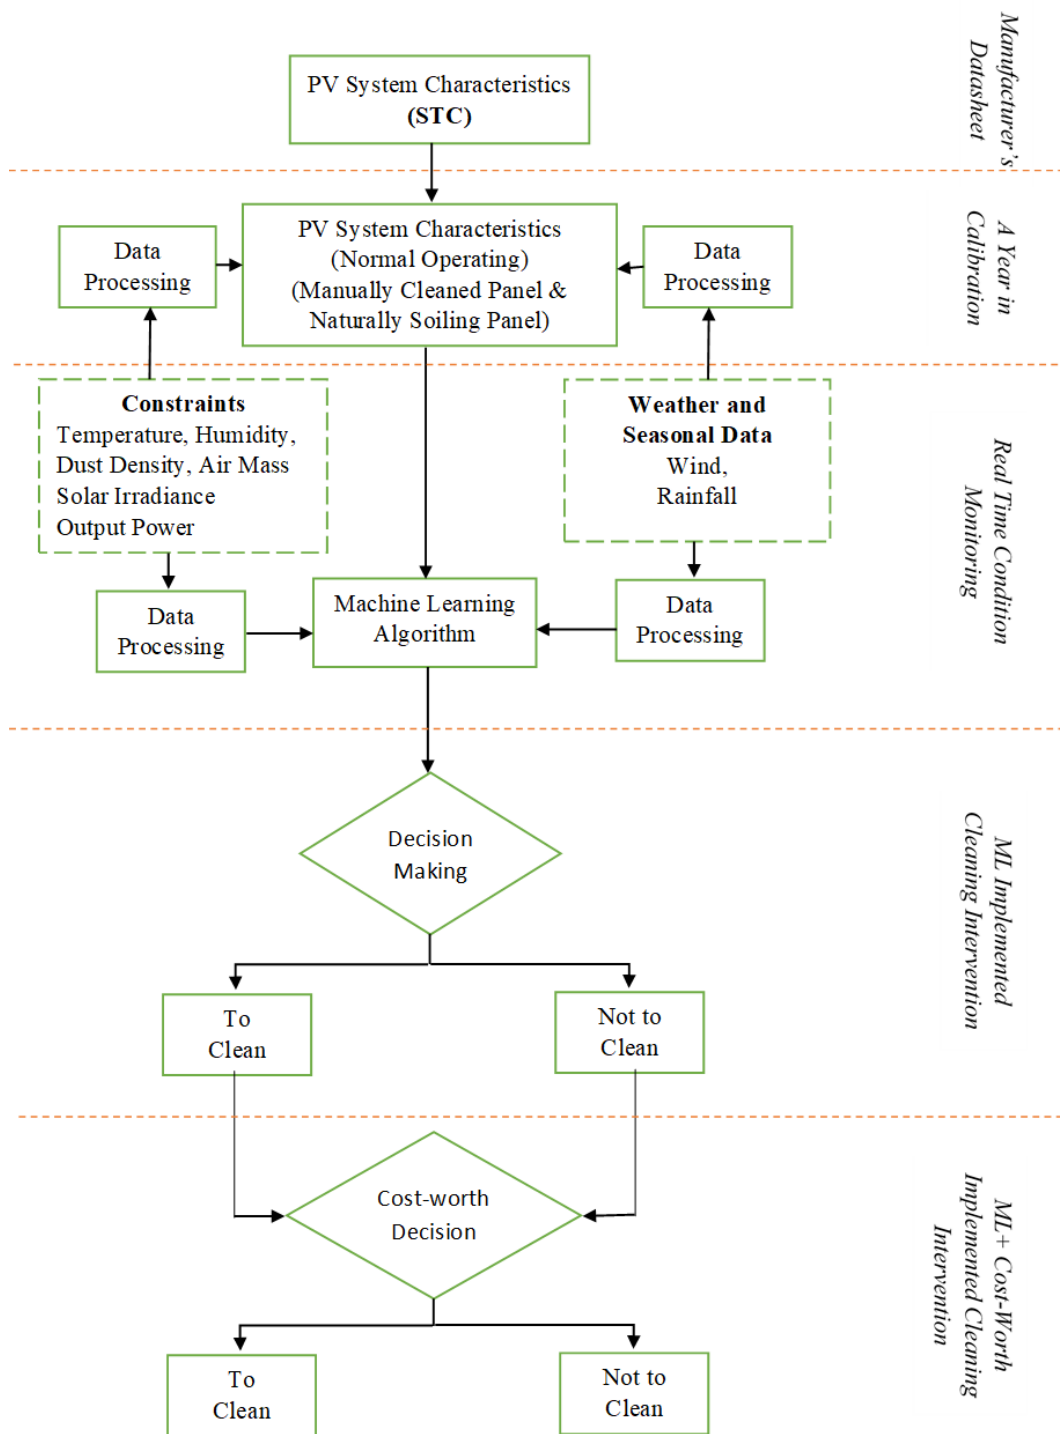 PV System Characteristics
(STC)
Manufacturer's
Datasheet
Data
Processing
PV System Characteristics
(Normal Operating)
(Manually Cleaned Panel &
Naturally Soiling Panel)
Data
Processing
A Year in
Calibration
Constraints
Temperature, Humidity,
Dust Density, Air Mass
Solar Irradiance
Output Power
Weather and
Seasonal Data
Wind,
Rainfall
Real Time Condition
Monitoring
Data
Processing
Machine Learning
Algorithm
Data
Processing
Decision
Making
ML Implemented
Cleaning Intervention
To
Clean
Not to
Clean
Cost-worth
Decision
ML+ Cost-Worth
Implemented Cleaning
Intervention
To
Clean
Not to
Clean